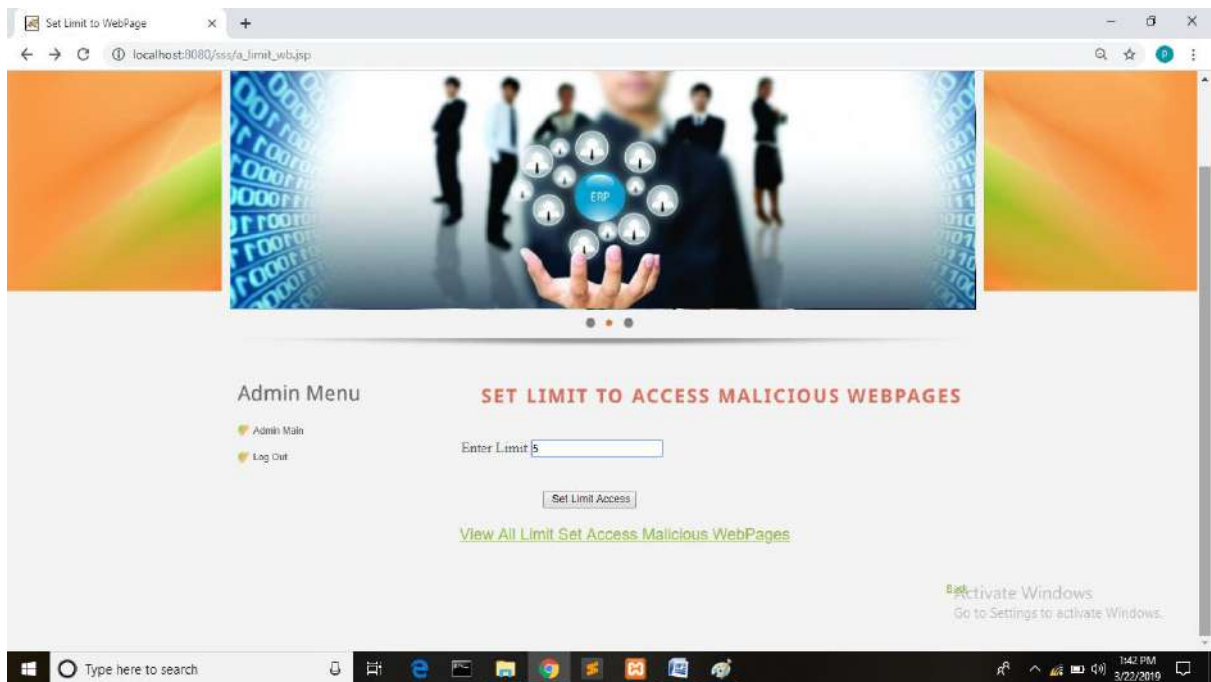 Set Limit to WebPage
localhost:8080/sss/a_limit_wb.jsp
P
ERP
Admin Menu
SET LIMIT TO ACCESS MALICIOUS WEBPAGES
Admin Main
Enter Limit 5
Log Out
Set Limit Access
View All Limit Set Access Malicious WebPages
Back
Activate Windows
Go to Settings to activate Windows.
Type here to search
1:42 PM
3/22/2019